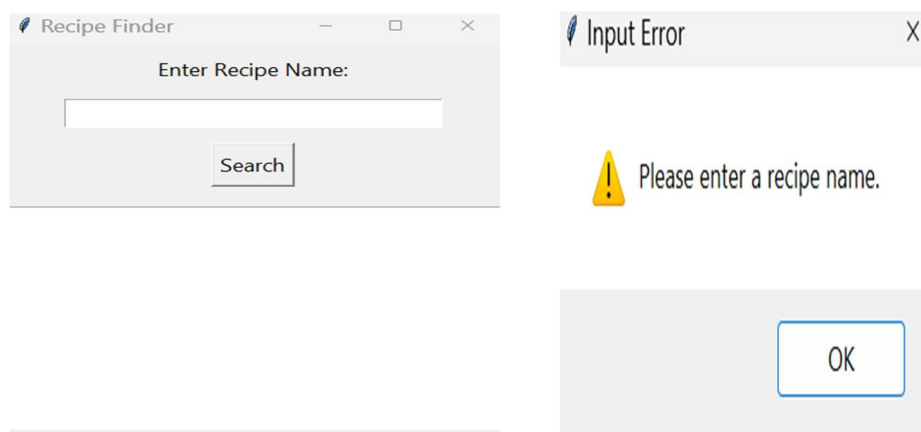 Recipe Finder
Enter Recipe Name:
Search
Input Error
Please enter a recipe name.
OK